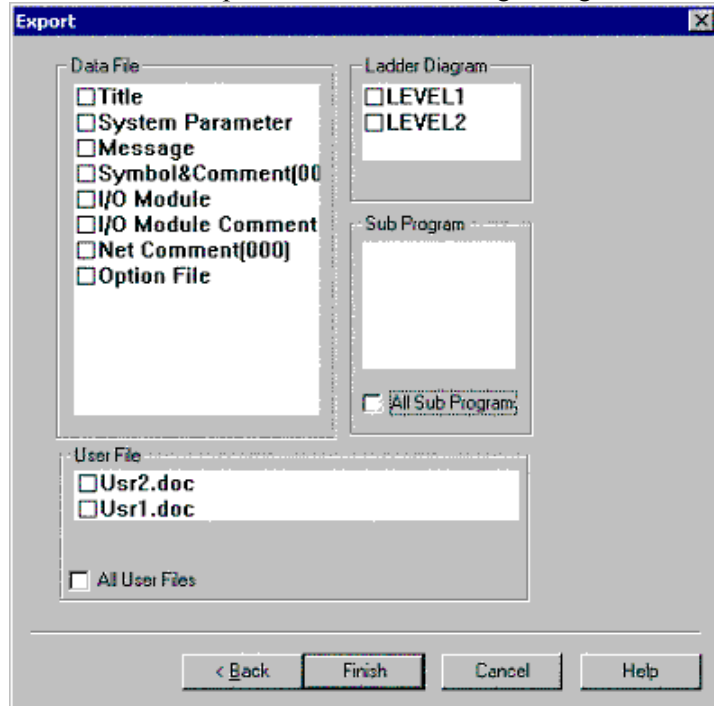 Export
Data File
Title
System Parameter
Message
Symbol&Comment(00
I/O Module
I/O Module Comment
Net Comment(000)
Option File
Ladder Diagram
LEVEL1
LEVEL2
Sub Program
All Sub Program
User File
Usr2.doc
Usr1.doc
All User Files
< Back Finish Cancel Help